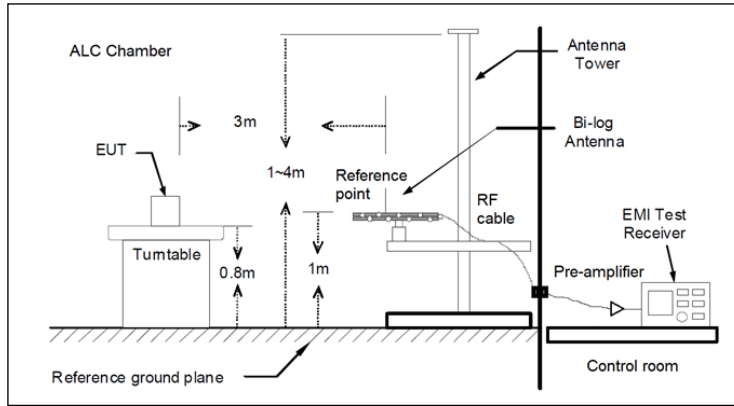 ALC Chamber
Antenna
Tower
3m
Bi-log
Antenna
EUT
1~4m
Reference
point
RF
cable
EMI Test
Receiver
Turntable
0.8m
1m
Pre-amplifier
Control room
Reference ground plane